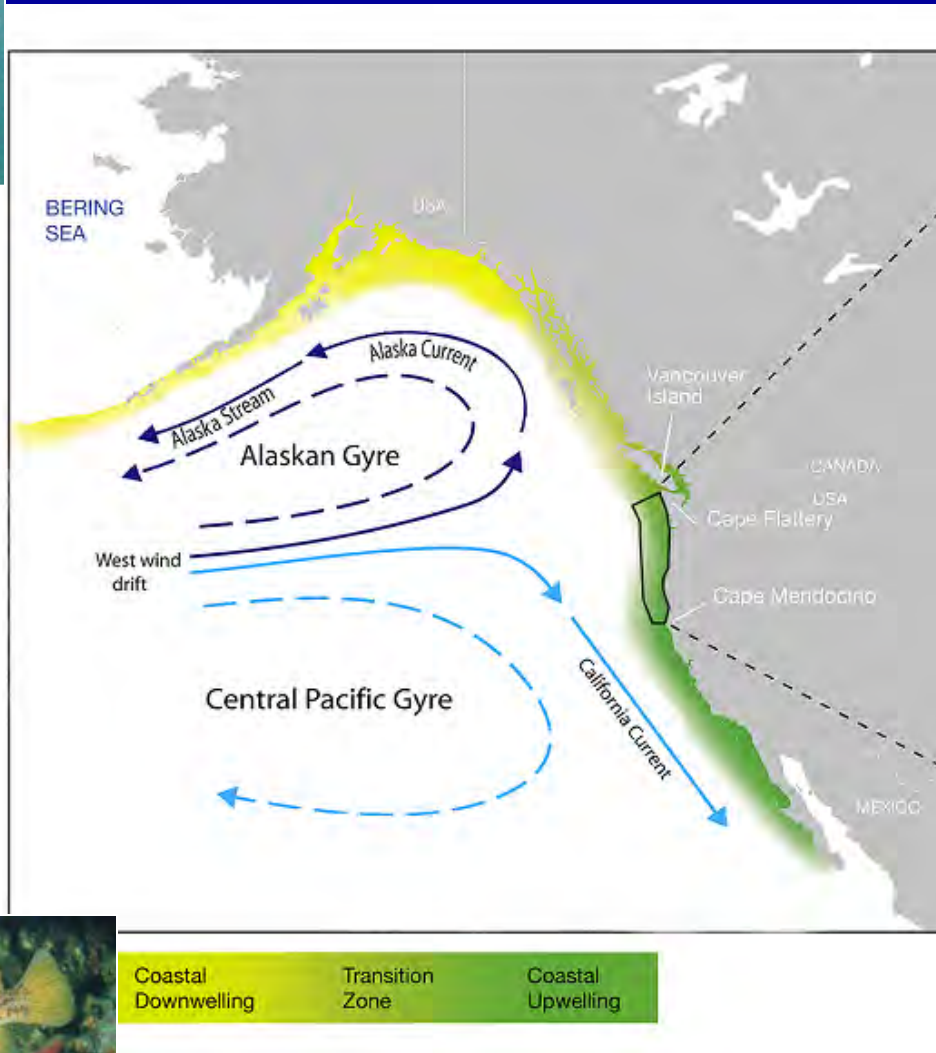 BERING
SEA
USA
Alaska Current
Alaska Stream
Alaskan Gyre
Vancouver
Island
CANADA
USA
Cape Flattery
West wind
drift
Cape Mendocino
Central Pacific Gyre
California Current
MEXICO
Coastal
Downwelling
Transition
Zone
Coastal
Upwelling